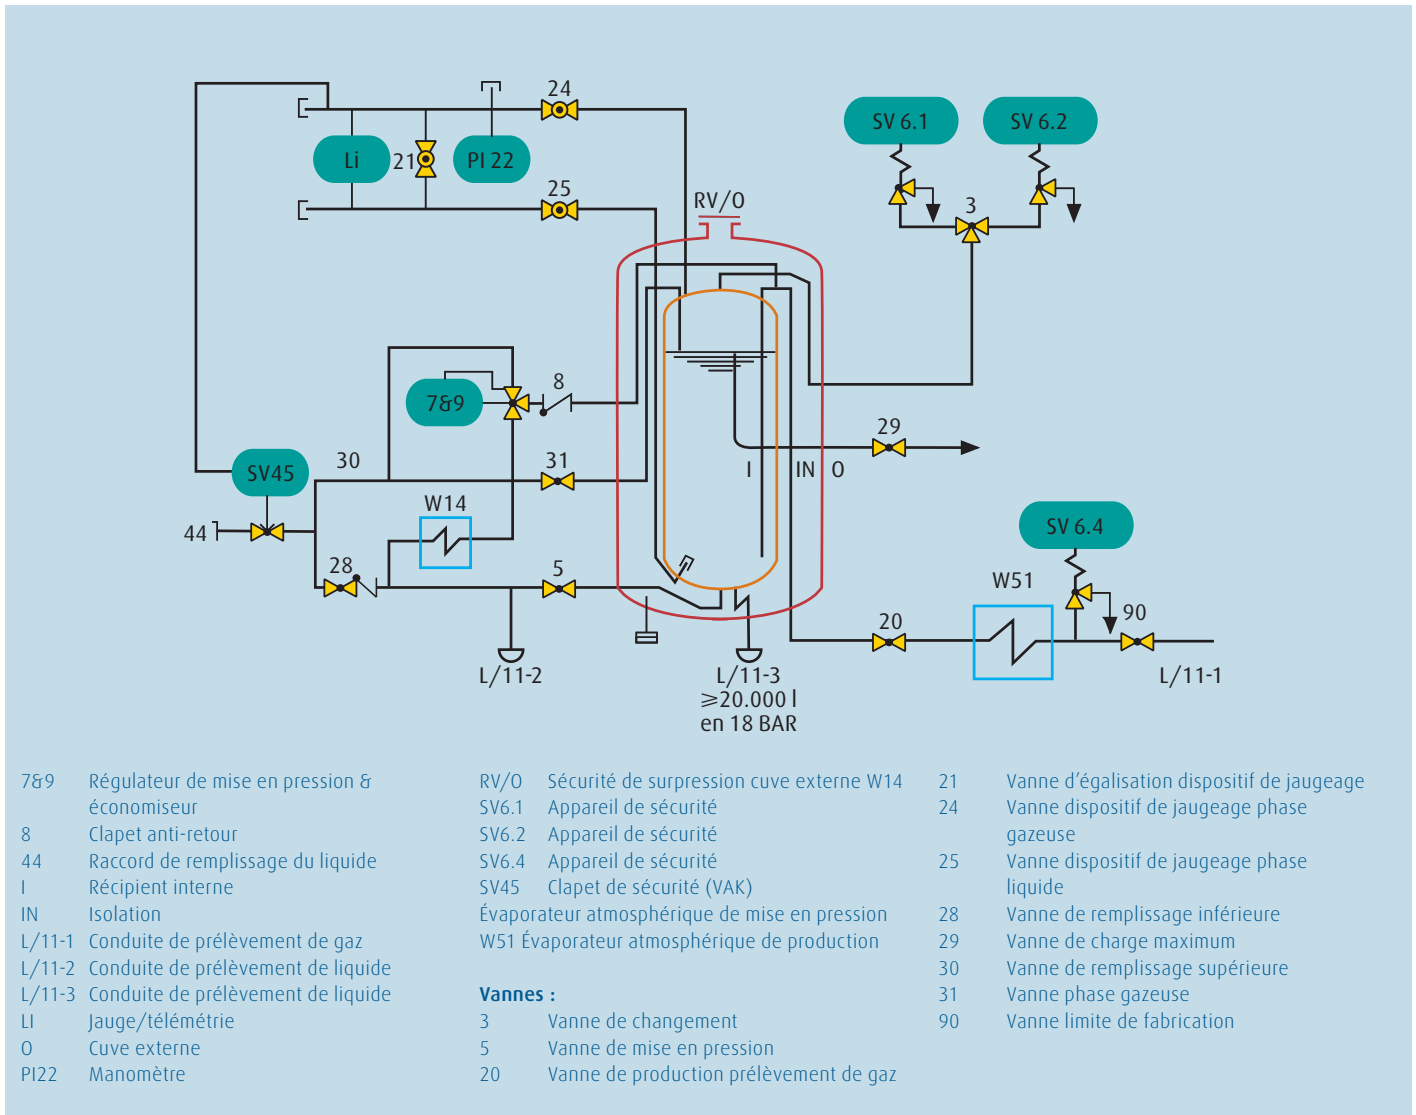 24
SV 6.1
SV 6.2
Li
21
PI 22
25
RV/O
3
8
7&9
29
30
31
I
IN
O
SV45
W14
44
28
5
SV 6.4
W51
20
90
L/11-2
L/11-3
≥20.000 l
en 18 BAR
L/11-1
7&9 Régulateur de mise en pression &
économiseur
8 Clapet anti-retour
44 Raccord de remplissage du liquide
I Récipient interne
IN Isolation
L/11-1 Conduite de prélèvement de gaz
L/11-2 Conduite de prélèvement de liquide
L/11-3 Conduite de prélèvement de liquide
LI Jauge/télémétrie
O Cuve externe
PI22 Manomètre
RV/O Sécurité de surpression cuve externe W14
SV6.1 Appareil de sécurité
SV6.2 Appareil de sécurité
SV6.4 Appareil de sécurité
SV45 Clapet de sécurité (VAK)
Évaporateur atmosphérique de mise en pression
W51 Évaporateur atmosphérique de production
Vannes :
3 Vanne de changement
5 Vanne de mise en pression
20 Vanne de production prélèvement de gaz
21 Vanne d'égalisation dispositif de jaugeage
24 Vanne dispositif de jaugeage phase
gazeuse
25 Vanne dispositif de jaugeage phase
liquide
28 Vanne de remplissage inférieure
29 Vanne de charge maximum
30 Vanne de remplissage supérieure
31 Vanne phase gazeuse
90 Vanne limite de fabrication